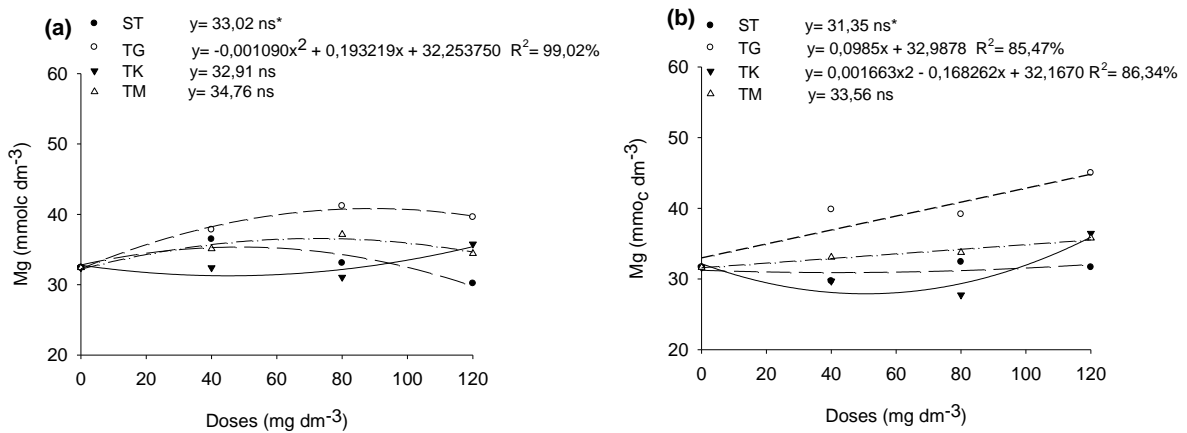 (a)
ST y= 33,02 ns*
TG y= -0,001090x2 + 0,193219x + 32,253750 R2= 99,02%
TK y= 32,91 ns
TM y= 34,76 ns
60
50
40
30
20
Mg (mmolc dm-3)
0 20 40 60 80 100 120
Doses (mg dm-3)
(b)
ST y= 31,35 ns*
TG y= 0,0985x + 32,9878 R2= 85,47%
TK y= 0,001663x2 - 0,168262x + 32,1670 R2= 86,34%
TM y= 33,56 ns
60
50
40
30
20
Mg (mmoc dm-3)
0 20 40 60 80 100 120
Doses (mg dm-3)